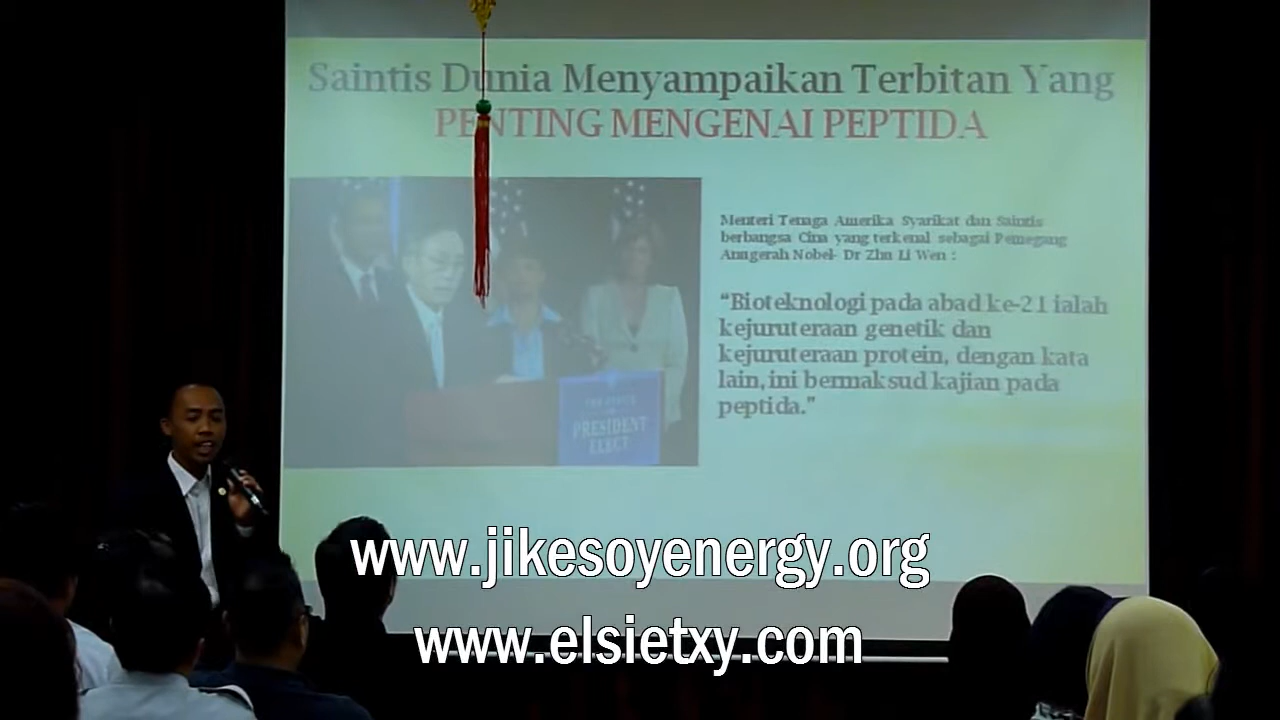 Saintis Dunia Menyampaikan Terbitan Yang
PENTING MENGENAI PEPTIDA
Menteri Tenaga Amerika Syarikat dan Saintis
berbangsa Cina yang terkenal sebagai Pemegang
Anugerah Nobel- Dr Zhu Li Wen :
“Bioteknologi pada abad ke-21 ialah
kejuruteraan genetik dan
kejuruteraan protein, dengan kata
lain, ini bermaksud kajian pada
peptida.”
THE OFFICE
PRESIDENT
ELECT
www.jikesoyenergy.org
www.elsietxy.com